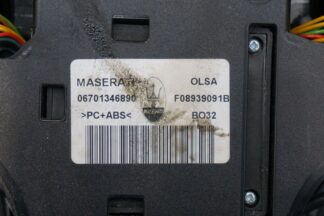 MASERATI OLSA
06701346890 F08939091B
>PC+ABS< BO32